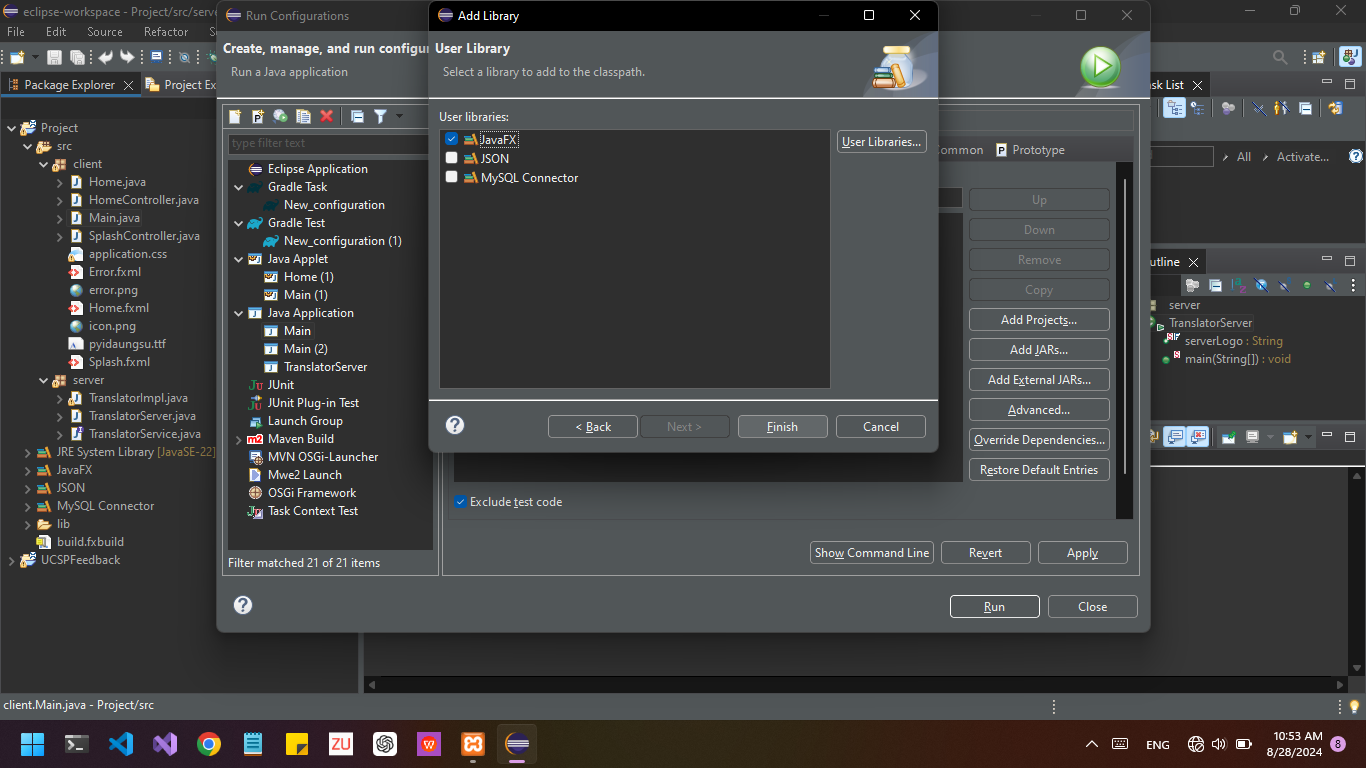 eclipse-workspace - Project/src/serve
File Edit Source Refactor
Package Explorer
Project Ex
Project
src
client
Home.java
HomeController.java
Main.java
SplashController.java
application.css
Error.fxml
error.png
Home.fxml
icon.png
pyidaungsu.ttf
Splash.fxml
server
TranslatorImpl.java
TranslatorServer.java
TranslatorService.java
JRE System Library [JavaSE-22]
JavaFX
JSON
MySQL Connector
lib
build.fxbuild
UCSPFeedback
Run Configurations
Create, manage, and run configur
Run a Java application
type filter text
Eclipse Application
Gradle Task
New_configuration
Gradle Test
New_configuration (1)
Java Applet
Home (1)
Main (1)
Java Application
Main
Main (2)
TranslatorServer
JUnit
JUnit Plug-in Test
Launch Group
Maven Build
MVN OSGi-Launcher
Mwe2 Launch
OSGi Framework
Task Context Test
Filter matched 21 of 21 items
Add Library
User Library
Select a library to add to the classpath.
User libraries:
JavaFX
JSON
MySQL Connector
User Libraries...
< Back
Next >
Finish
Cancel
ommon
Prototype
Up
Down
Remove
Copy
Add Projects...
Add JARs...
Add External JARs...
Advanced...
Override Dependencies...
Restore Default Entries
Exclude test code
Show Command Line
Revert
Apply
Run
Close
sk List
All
Activate...
utline
server
TranslatorServer
serverLogo : String
main(String[]) : void
client.Main.java - Project/src
ZU
ENG
10:53 AM
8/28/2024
8